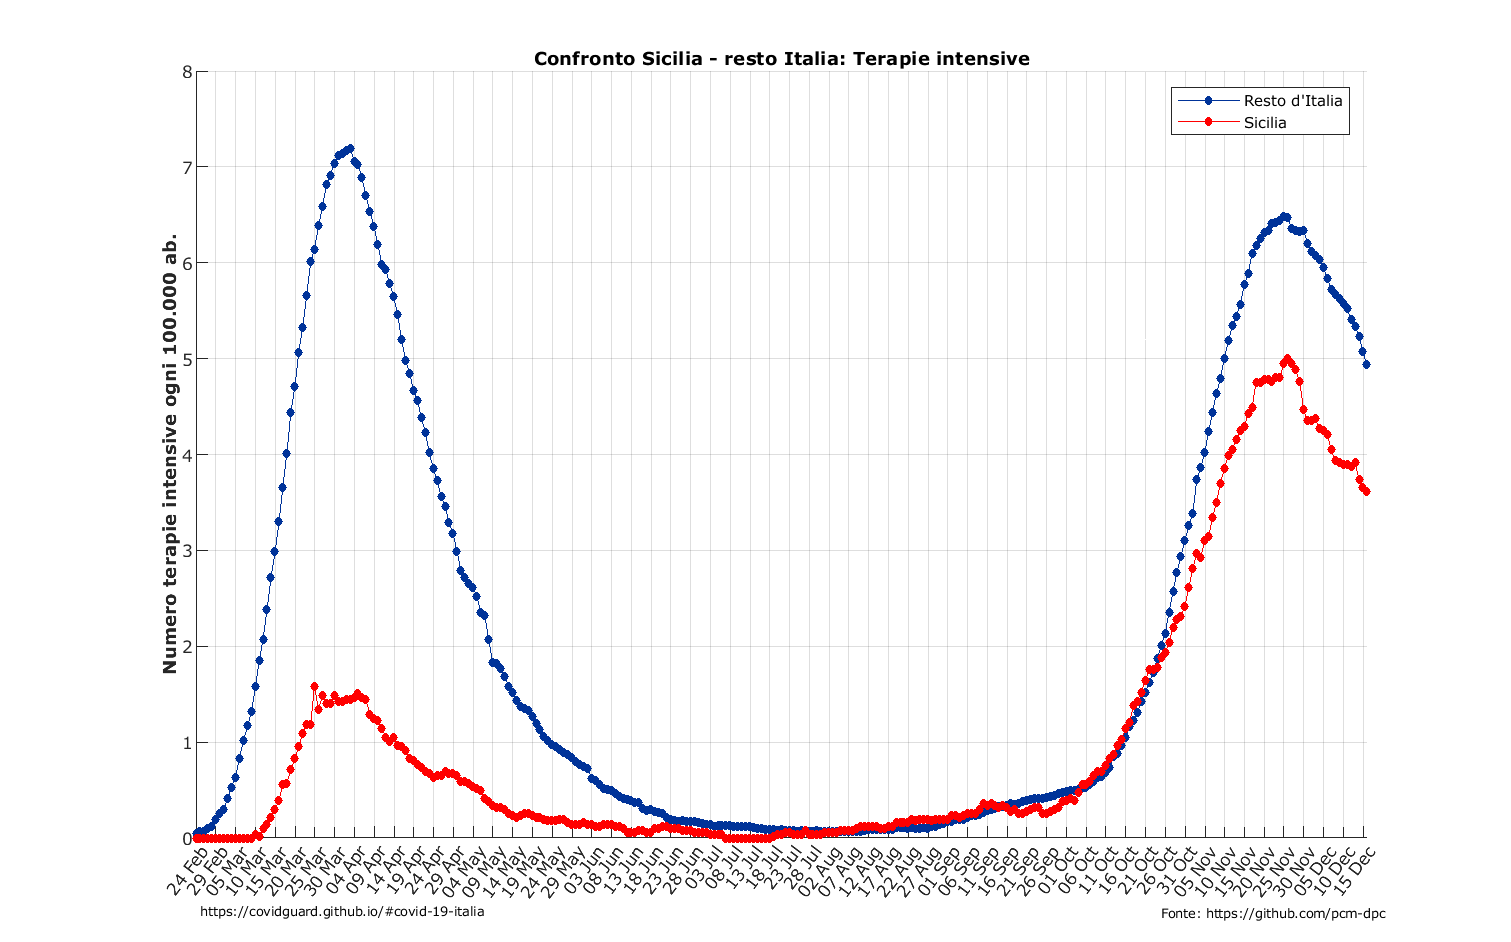 Confronto Sicilia - resto Italia: Terapie intensive
Numero terapie intensive ogni 100.000 ab.
8
7
6
5
4
3
2
1
0
Resto d'Italia
Sicilia
24 Feb
29 Feb
05 Mar
10 Mar
15 Mar
20 Mar
25 Mar
30 Mar
04 Apr
09 Apr
14 Apr
19 Apr
24 Apr
29 Apr
04 May
09 May
14 May
19 May
24 May
29 May
03 Jun
08 Jun
13 Jun
18 Jun
23 Jun
28 Jun
03 Jul
08 Jul
13 Jul
18 Jul
23 Jul
28 Jul
02 Aug
07 Aug
12 Aug
17 Aug
22 Aug
27 Aug
01 Sep
06 Sep
11 Sep
16 Sep
21 Sep
26 Sep
01 Oct
06 Oct
11 Oct
16 Oct
21 Oct
26 Oct
31 Oct
05 Nov
10 Nov
15 Nov
20 Nov
25 Nov
30 Nov
05 Dec
10 Dec
15 Dec
https://covidguard.github.io/#covid-19-italia
Fonte: https://github.com/pcm-dpc